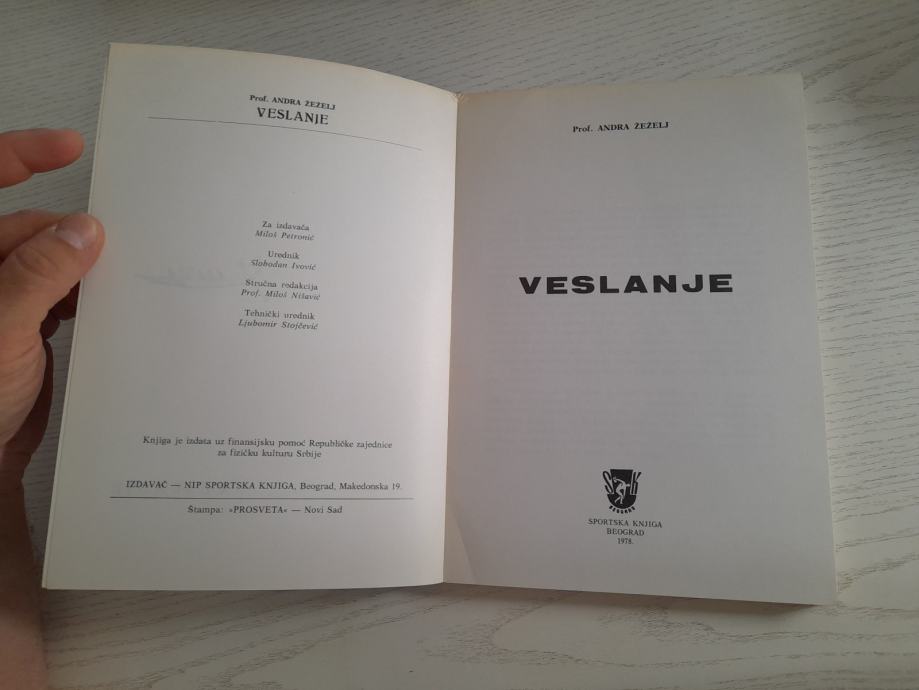 Prof. ANDRA ŽEŽELJ
VESLANJE
Za izdavača
Miloš Petronić
Urednik
Slobodan Ivović
Stručna redakcija
Prof. Miloš Nišavić
Tehnički urednik
Ljubomir Stojčević
Knjiga je izdata uz finansijsku pomoć Republičke zajednice
za fizičku kulturu Srbije
IZDAVAČ — NIP SPORTSKA KNJIGA, Beograd, Makedonska 19.
Štampa: »PROSVETA« — Novi Sad
Prof. ANDRA ŽEŽELJ
VESLANJE
S K
BEOGRAD
SPORTSKA KNJIGA
BEOGRAD
1978.